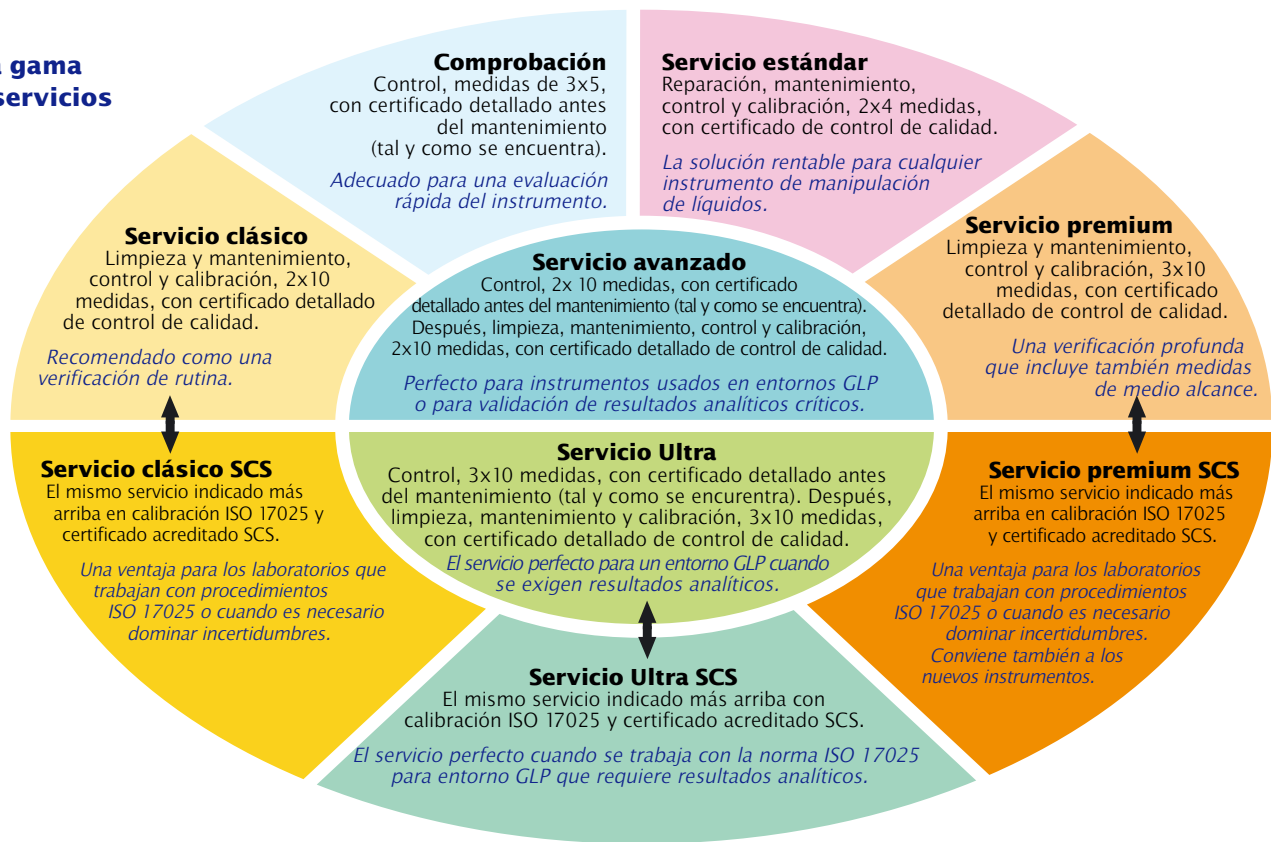 gama
servicios
Comprobación
Control, medidas de 3x5,
con certificado detallado antes
del mantenimiento
(tal y como se encuentra).
Adecuado para una evaluación
rápida del instrumento.
Servicio estándar
Reparación, mantenimiento,
control y calibración, 2x4 medidas,
con certificado de control de calidad.
La solución rentable para cualquier
instrumento de manipulación
de líquidos.
Servicio clásico
Limpieza y mantenimiento,
control y calibración, 2x10
medidas, con certificado detallado
de control de calidad.
Recomendado como una
verificación de rutina.
Servicio avanzado
Control, 2x 10 medidas, con certificado
detallado antes del mantenimiento (tal y como se encuentra).
Después, limpieza, mantenimiento, control y calibración,
2x10 medidas, con certificado detallado de control de calidad.
Perfecto para instrumentos usados en entornos GLP
o para validación de resultados analíticos críticos.
Servicio premium
Limpieza y mantenimiento,
control y calibración, 3x10
medidas, con certificado
detallado de control de calidad.
Una verificación profunda
que incluye también medidas
de medio alcance.
Servicio clásico SCS
El mismo servicio indicado más
arriba en calibración ISO 17025 y
certificado acreditado SCS.
Una ventaja para los laboratorios que
trabajan con procedimientos
ISO 17025 o cuando es necesario
dominar incertidumbres.
Servicio Ultra
Control, 3x10 medidas, con certificado detallado antes
del mantenimiento (tal y como se encurentra). Después,
limpieza, mantenimiento y calibración, 3x10 medidas,
con certificado detallado de control de calidad.
El servicio perfecto para un entorno GLP cuando
se exigen resultados analíticos.
Servicio premium SCS
El mismo servicio indicado más
arriba en calibración ISO 17025
y certificado acreditado SCS.
Una ventaja para los laboratorios
que trabajan con procedimientos
ISO 17025 o cuando es necesario
dominar incertidumbres.
Conviene también a los
nuevos instrumentos.
Servicio Ultra SCS
El mismo servicio indicado más arriba con
calibración ISO 17025 y certificado acreditado SCS.
El servicio perfecto cuando se trabaja con la norma ISO 17025
para entorno GLP que requiere resultados analíticos.